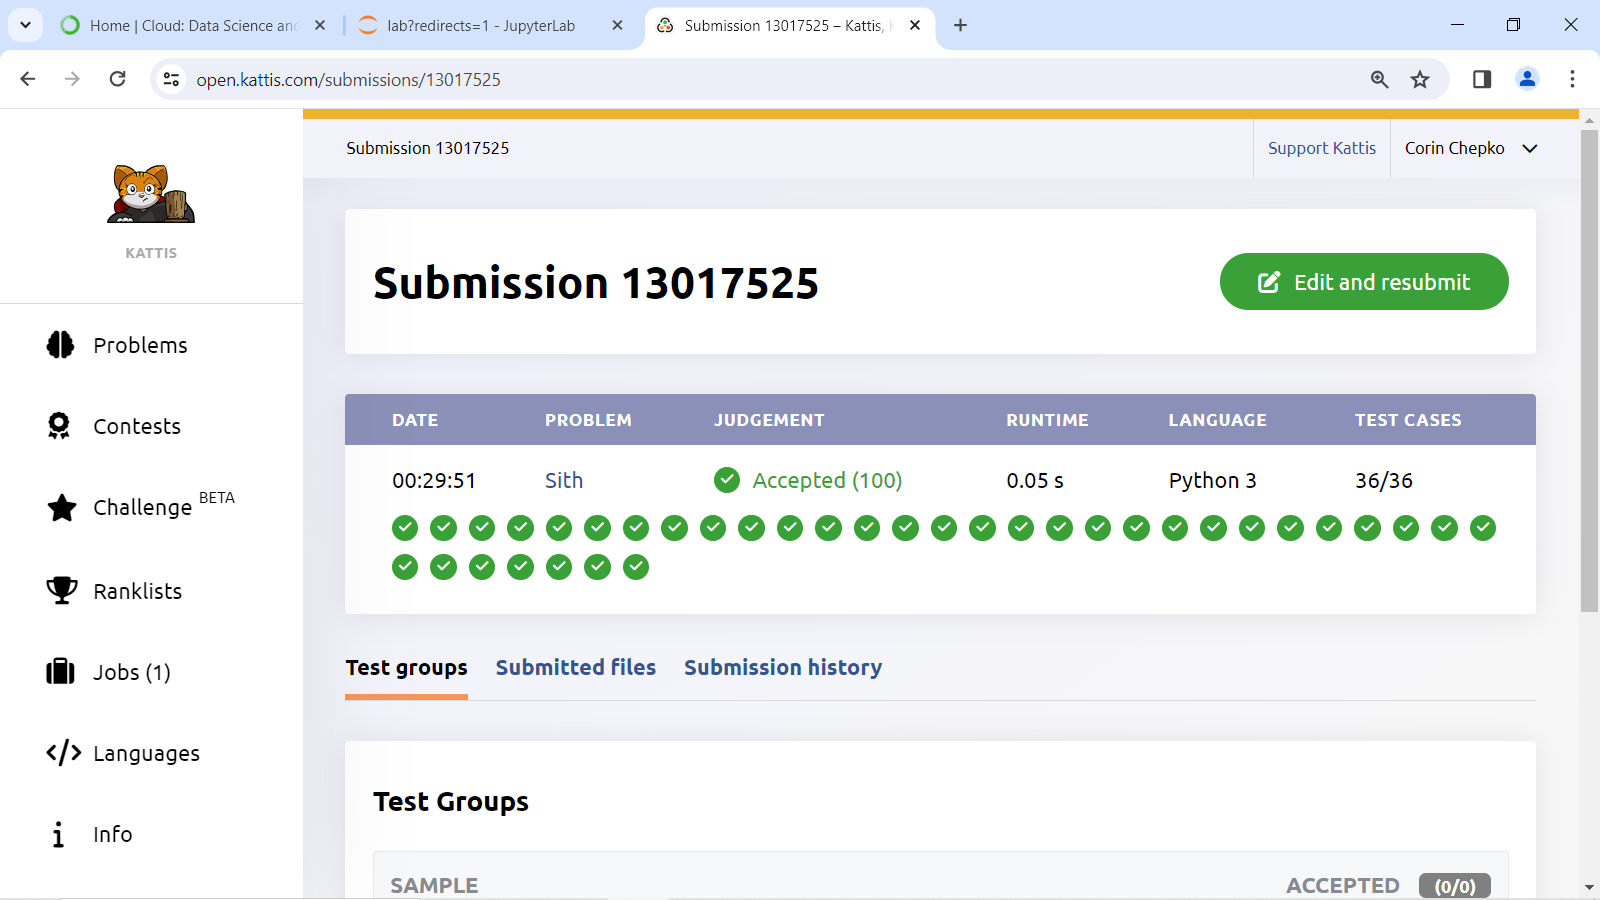 Home | Cloud: Data Science and
lab?redirects=1 - JupyterLab
Submission 13017525 – Kattis,
open.kattis.com/submissions/13017525
Submission 13017525
Support Kattis
Corin Chepko
KATTIS
Problems
Contests
Challenge BETA
Ranklists
Jobs (1)
Languages
Info
Submission 13017525
Edit and resubmit
DATE PROBLEM JUDGEMENT RUNTIME LANGUAGE TEST CASES
00:29:51 Sith Accepted (100) 0.05 s Python 3 36/36
Test groups Submitted files Submission history
Test Groups
SAMPLE ACCEPTED (0/0)